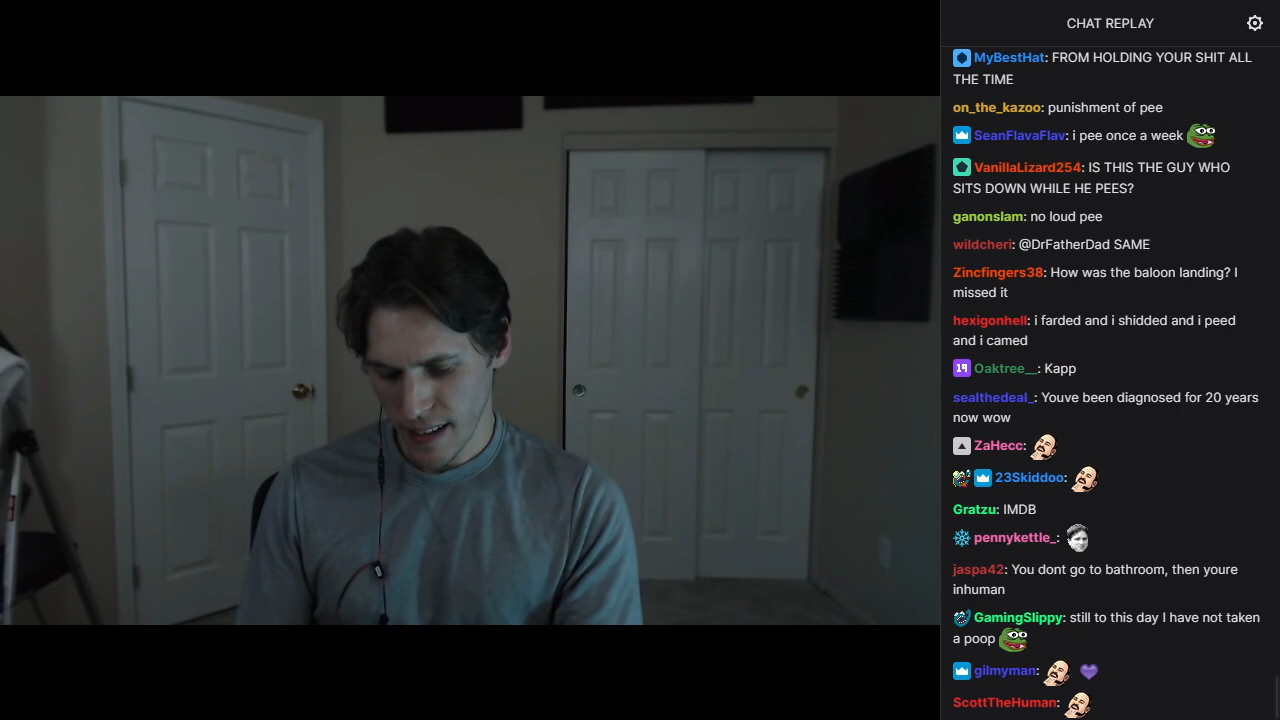 CHAT REPLAY
MyBestHat: FROM HOLDING YOUR SHIT ALL
THE TIME
on_the_kazoo: punishment of pee
SeanFlavaFlav: i pee once a week
VanillaLizard254: IS THIS THE GUY WHO
SITS DOWN WHILE HE PEES?
ganonslam: no loud pee
wildcheri: @DrFatherDad SAME
Zincfingers38: How was the baloon landing? I
missed it
hexigonhell: i farded and i shidded and i peed
and i camed
19 Oaktree__: Kapp
sealthedeal_: Youve been diagnosed for 20 years
now wow
ZaHecc:
23Skiddoo:
Gratzu: IMDB
pennykettle_:
jaspa42: You dont go to bathroom, then youre
inhuman
GamingSlippy: still to this day I have not taken
a poop
gilmyman:
ScottTheHuman: